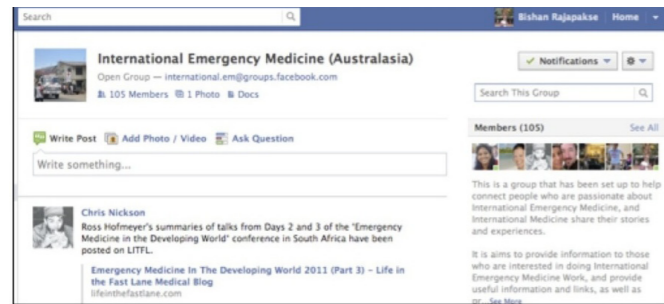 Search
Bishan Rajapakse Home
International Emergency Medicine (Australasia)
Open Group — international.em@groups.facebook.com
105 Members 1 Photo Docs
Notifications
Search This Group
Write Post Add Photo / Video Ask Question
Write something...
Members (105) See All
Chris Nickson
Ross Hofmeyer's summaries of talks from Days 2 and 3 of the "Emergency
Medicine in the Developing World" conference in South Africa have been
posted on LITFL.
Emergency Medicine In The Developing World 2011 (Part 3) – Life in
the Fast Lane Medical Blog
lifeinthefastlane.com
This is a group that has been set up to help
connect people who are passionate about
International Emergency Medicine, and
International Medicine share their stories
and experiences.
It is aims to provide information to those
who are interested in doing International
Emergency Medicine Work, and provide
useful information and links, as well as
or... See More